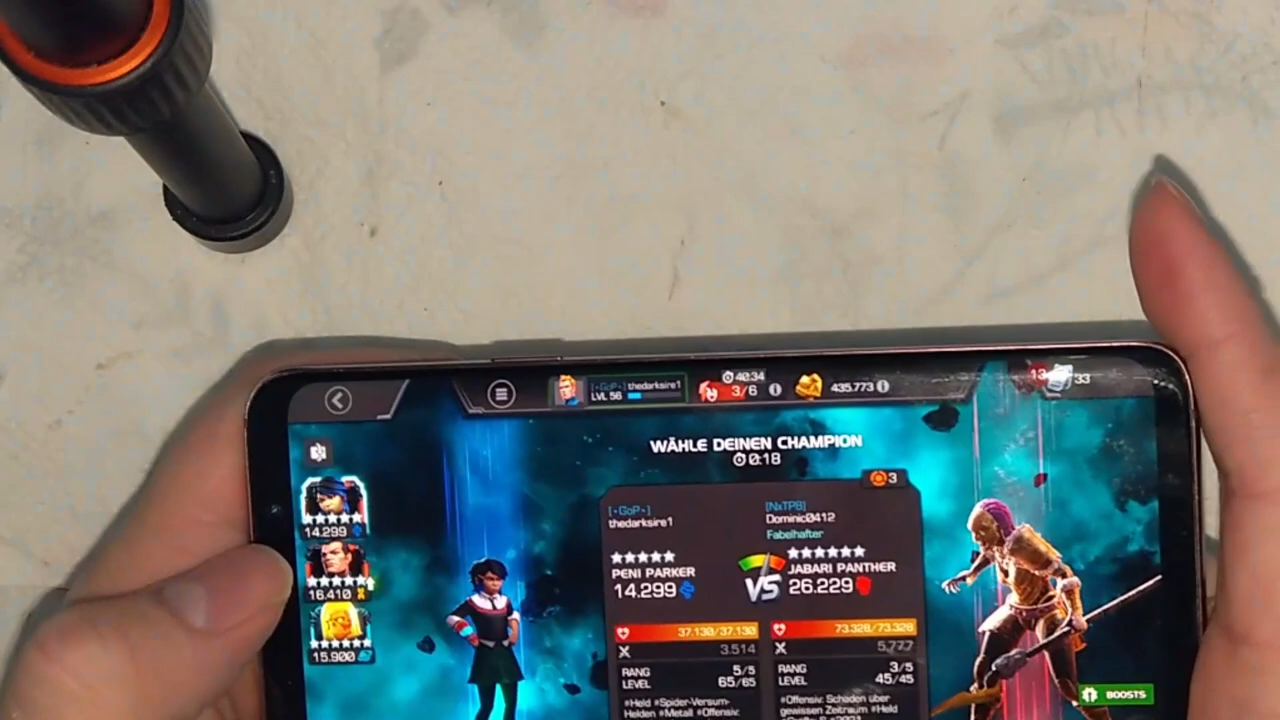 [•GoP•] thedarksire1
LVL 56
40:34
3/6
435.773
33
WÄHLE DEINEN CHAMPION
0:18
3
[•GoP•]
thedarksire1
[NxTPB]
Dominic0412
Fabelhafter
PENI PARKER
14.299
VS
JABARI PANTHER
26.229
37.130/37.130
73.328/73.328
3.514
5.777
RANG 5/5
LEVEL 65/65
RANG 3/5
LEVEL 45/45
#Held #Spider-Versum-
Helden #Metall #Offensiv:
#Offensiv: Schaden über
gewissen Zeitraum #Held
14.299
16.410
15.900
BOOSTS